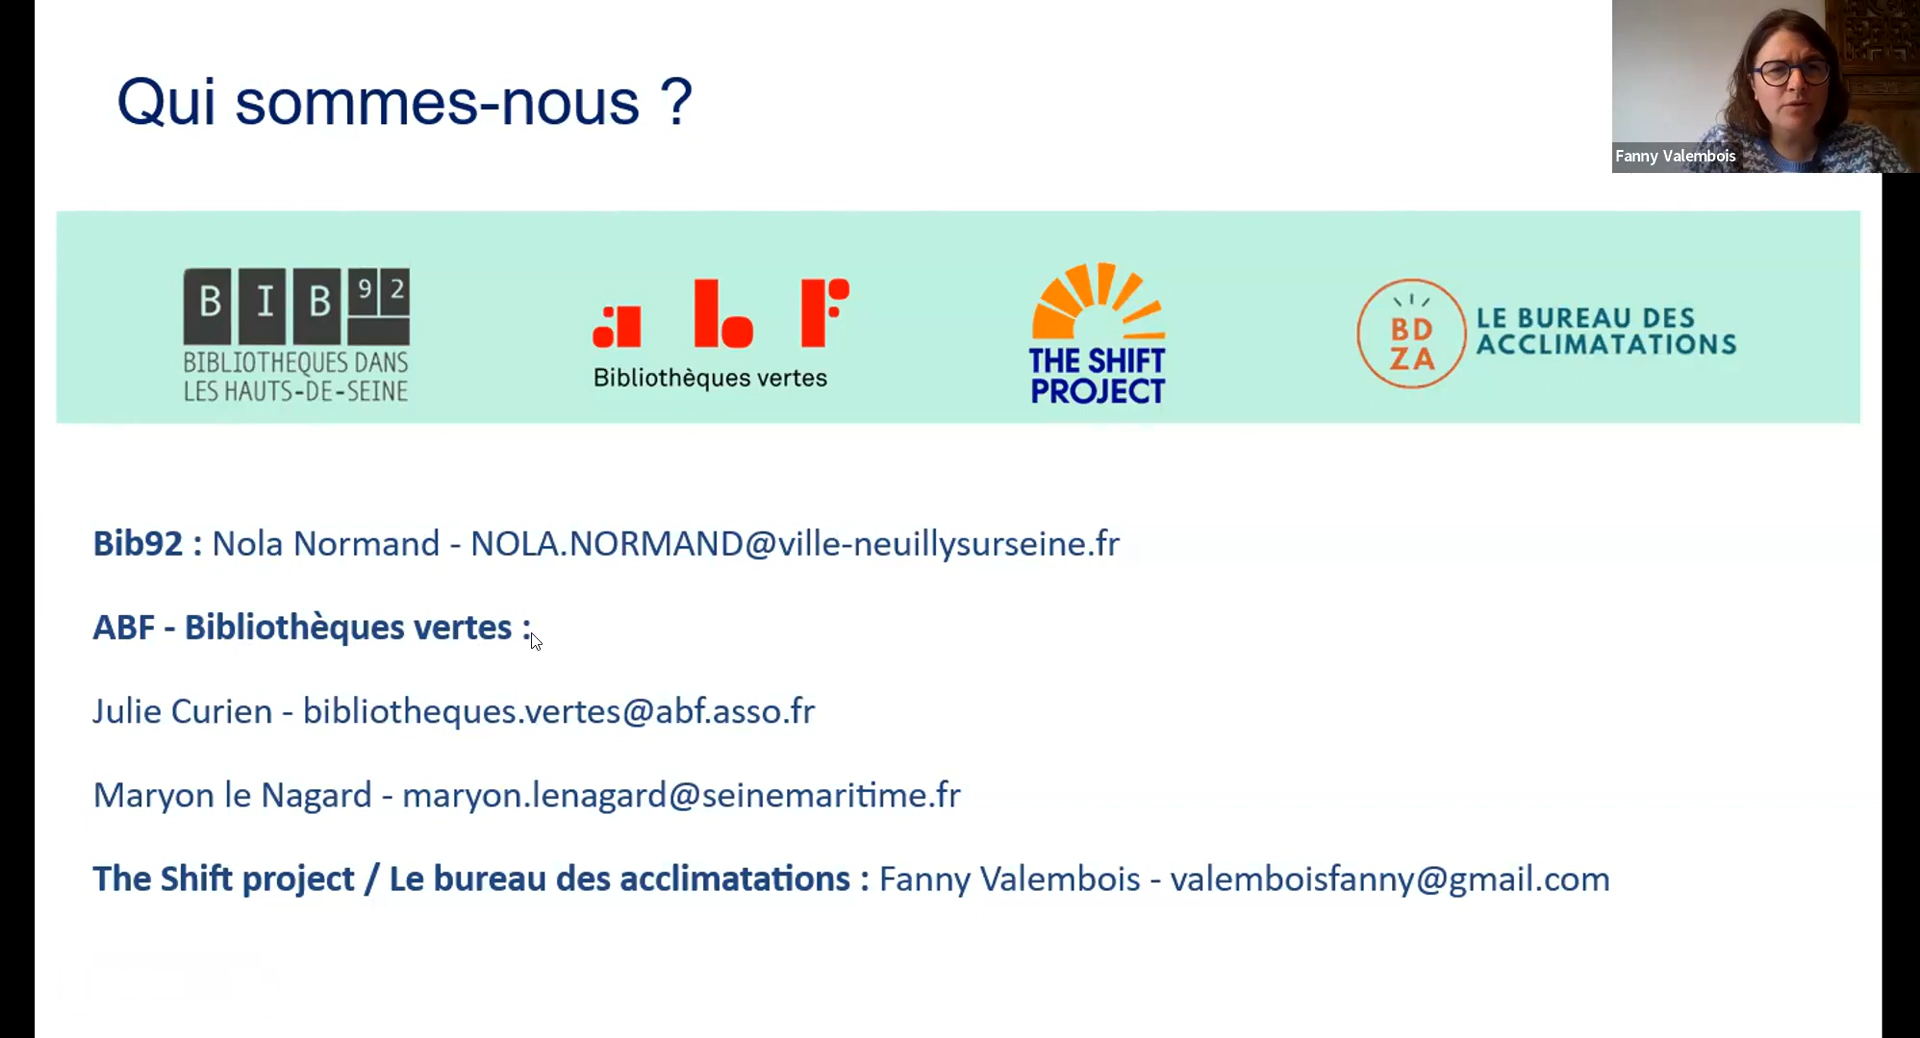 Qui sommes-nous ?
Fanny Valembois
BIB92
BIBLIOTHEQUES DANS
LES HAUTS-DE-SEINE
abf
Bibliothèques vertes
THE SHIFT
PROJECT
BD
ZA
LE BUREAU DES
ACCLIMATATIONS
Bib92 : Nola Normand - NOLA.NORMAND@ville-neuillysurseine.fr
ABF - Bibliothèques vertes :
Julie Curien - bibliotheques.vertes@abf.asso.fr
Maryon le Nagard - maryon.lenagard@seinemaritime.fr
The Shift project / Le bureau des acclimatations : Fanny Valembois - valemboisfanny@gmail.com